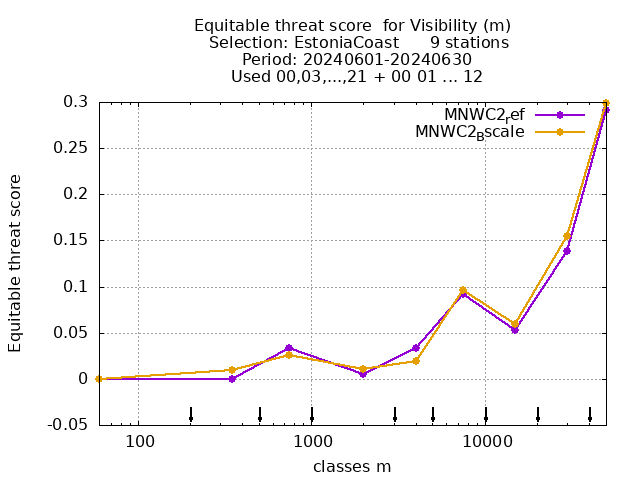 Equitable threat score  for Visibility (m)
Selection: EstoniaCoast      9 stations
Period: 20240601-20240630
Used 00,03,...,21 + 00 01 ... 12
MNWC2ref
MNWC2Bscale
0.3
0.25
0.2
0.15
0.1
0.05
0
-0.05
Equitable threat score
100
1000
10000
classes m